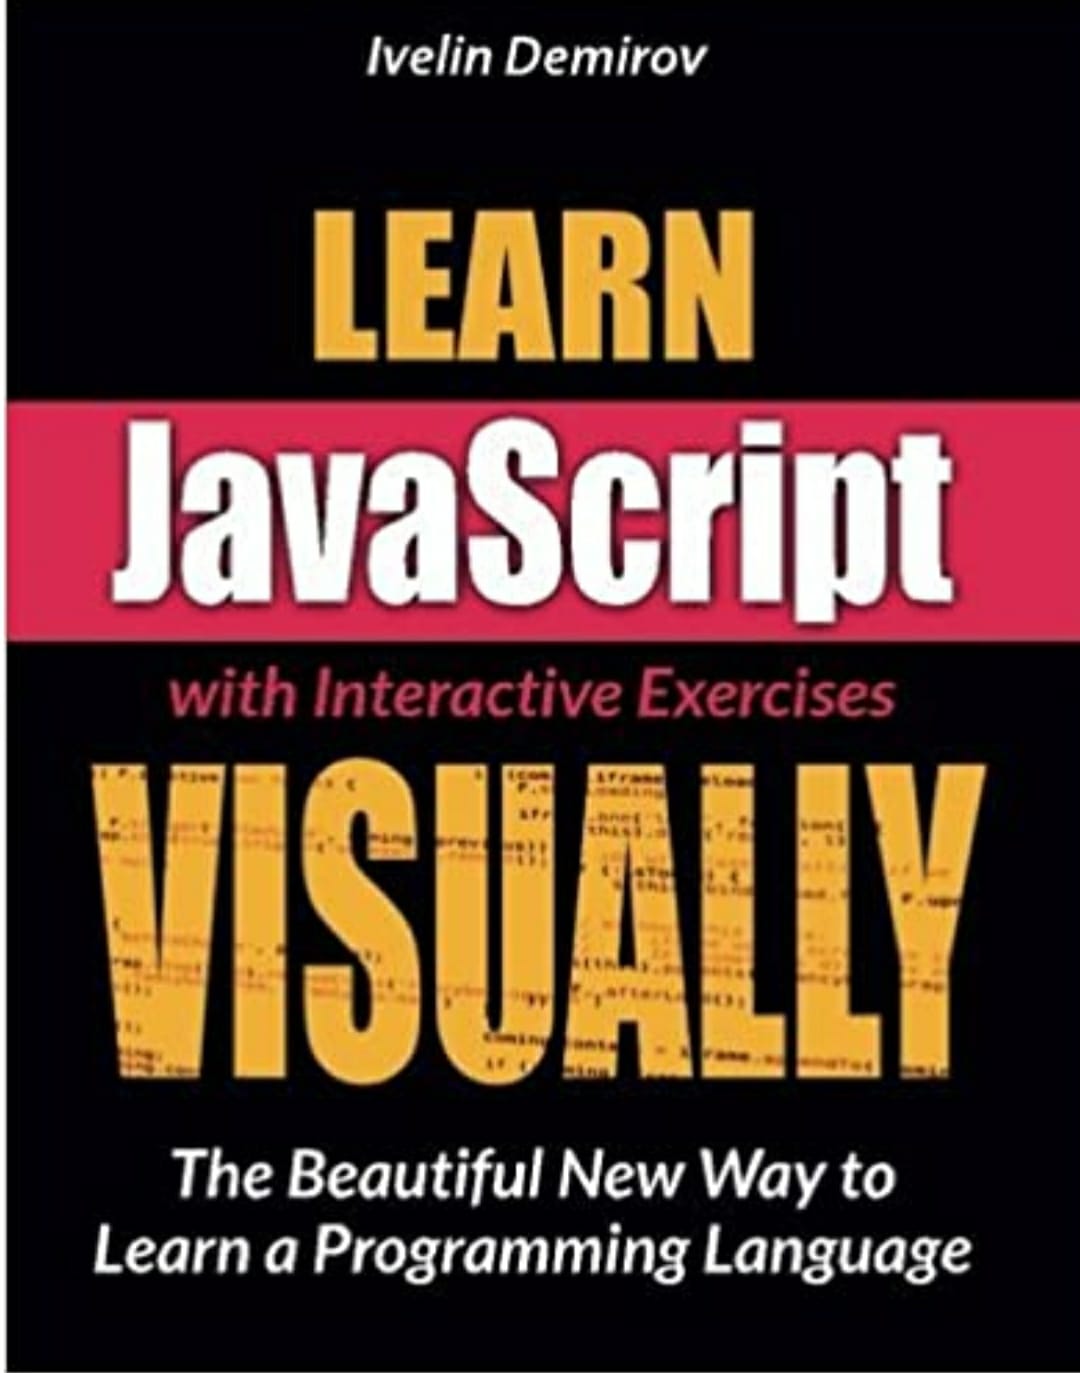 Ivelin Demirov
LEARN
JavaScript
with Interactive Exercises
VISUALLY
The Beautiful New Way to
Learn a Programming Language